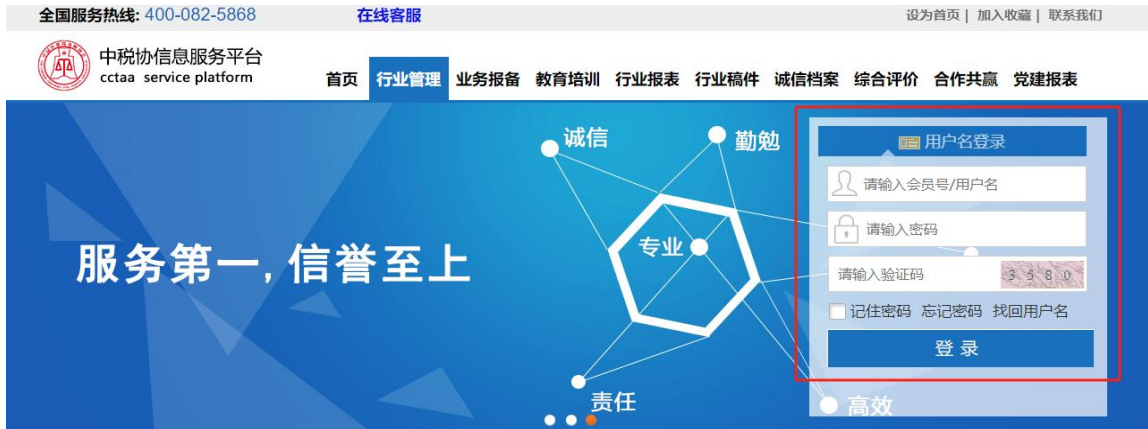 全国服务热线: 400-082-5868 在线客服 设为首页 | 加入收藏 | 联系我们
中税协信息服务平台
cctaa service platform
首页 行业管理 业务报备 教育培训 行业报表 行业稿件 诚信档案 综合评价 合作共赢 党建报表
诚信 勤勉
用户名登录
请输入会员号/用户名
请输入密码
专业
服务第一,信誉至上
请输入验证码 3580
记住密码 忘记密码 找回用户名
登 录
责任 高效